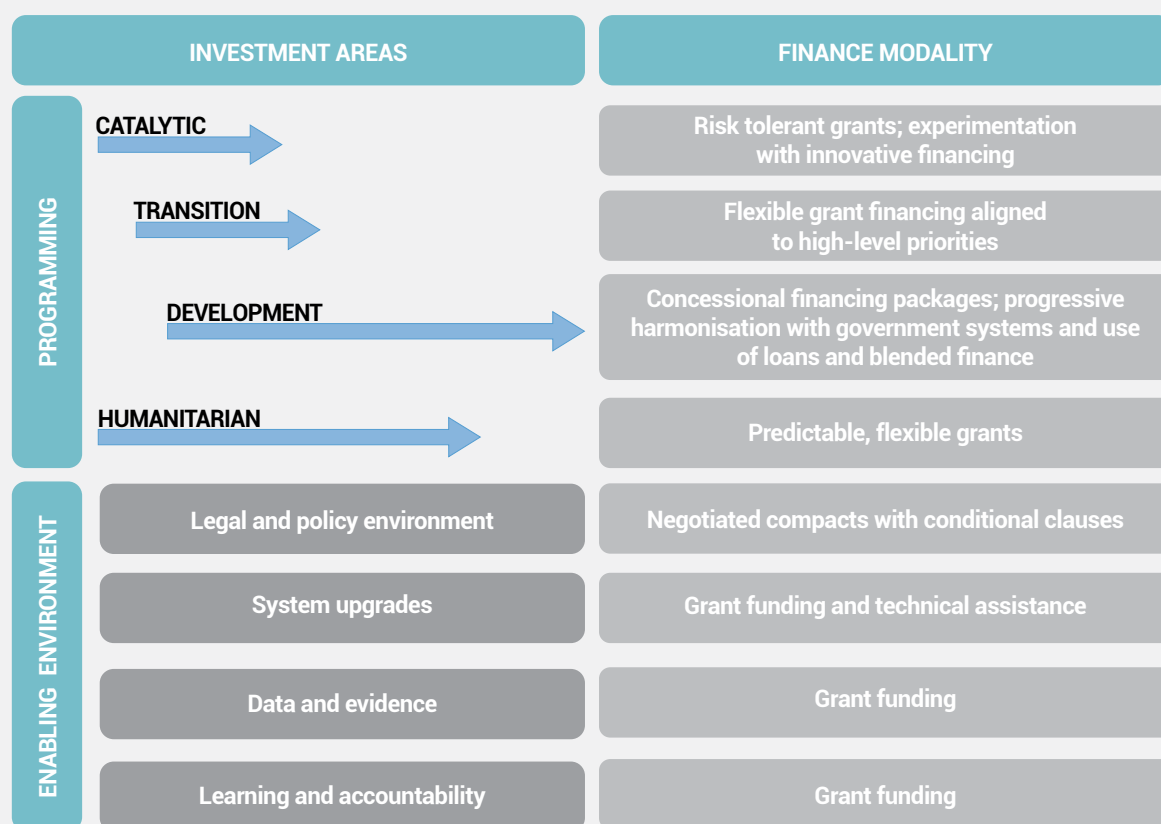 INVESTMENT AREAS
FINANCE MODALITY
PROGRAMMING
CATALYTIC
Risk tolerant grants; experimentation
with innovative financing
TRANSITION
Flexible grant financing aligned
to high-level priorities
DEVELOPMENT
Concessional financing packages; progressive
harmonisation with government systems and use
of loans and blended finance
HUMANITARIAN
Predictable, flexible grants
ENABLING ENVIRONMENT
Legal and policy environment
Negotiated compacts with conditional clauses
System upgrades
Grant funding and technical assistance
Data and evidence
Grant funding
Learning and accountability
Grant funding